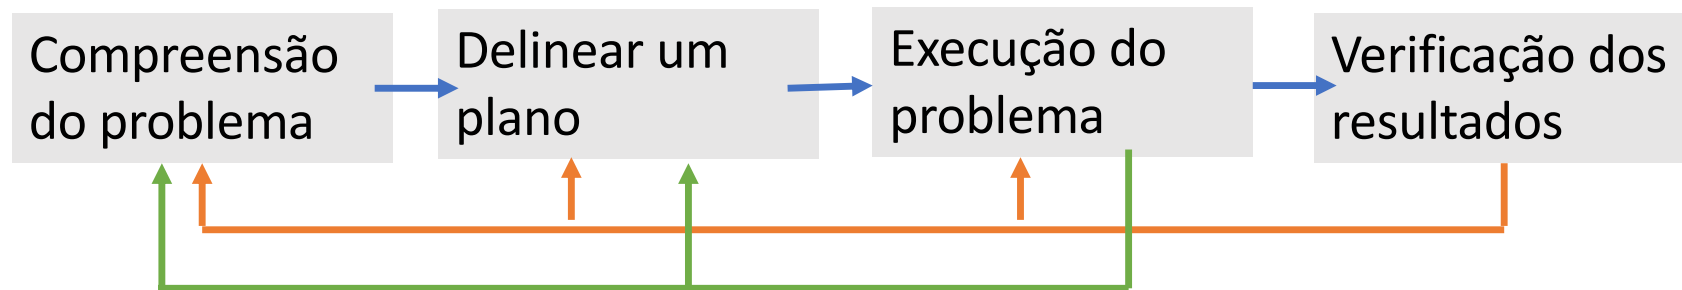 Compreensão
do problema
Delinear um
plano
Execução do
problema
Verificação dos
resultados